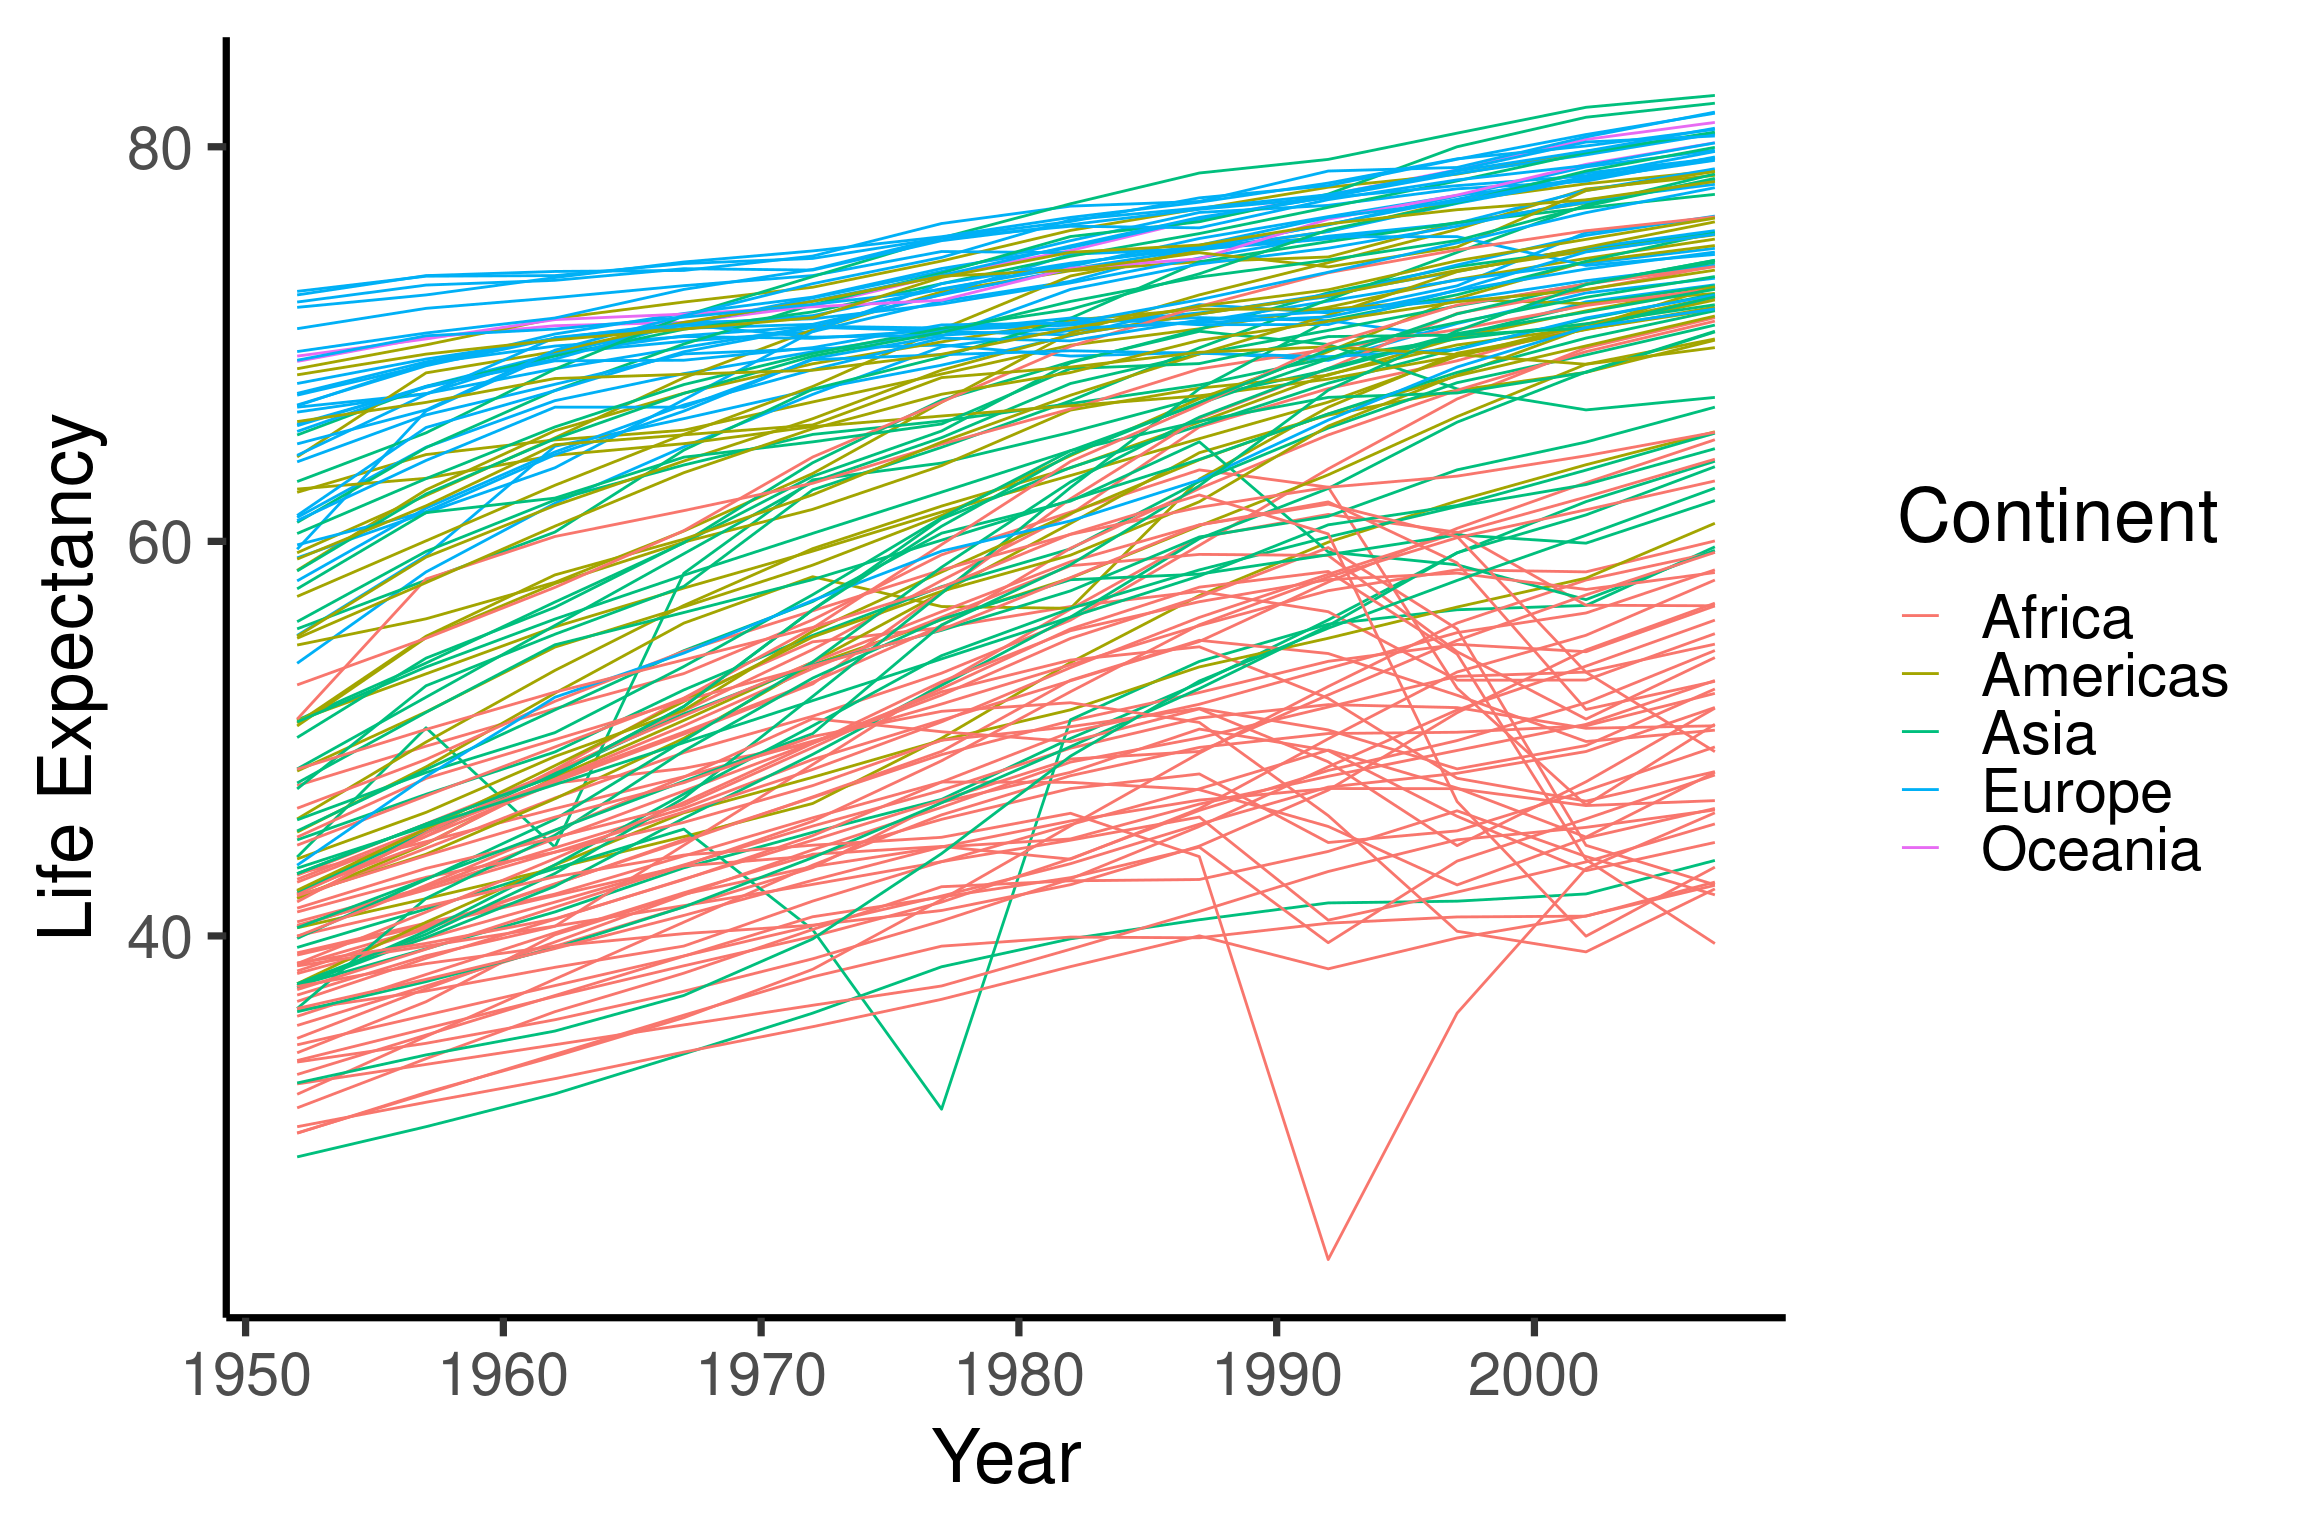 Life Expectancy
80
60
40
1950 1960 1970 1980 1990 2000
Year
Continent
Africa
Americas
Asia
Europe
Oceania